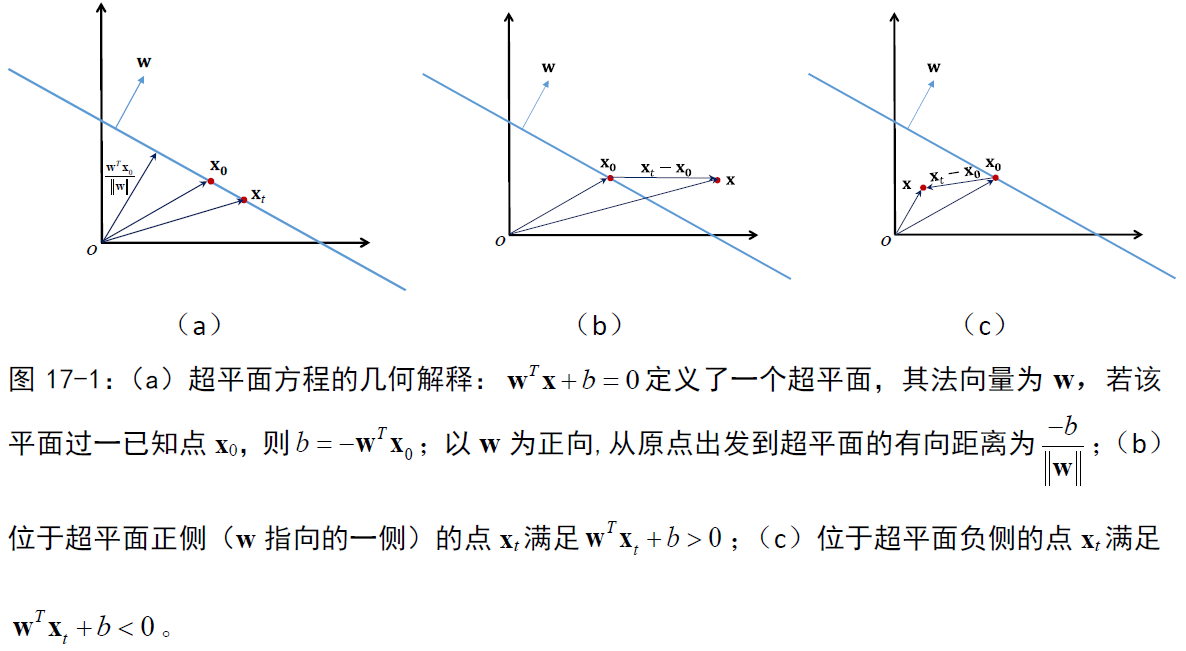 w
w
w
x₀
x₀
x₀
wᵀx₀
‖w‖
xₜ
xₜ − x₀
x
x
xₜ − x₀
o
o
o
（a）
（b）
（c）
图 17-1：（a）超平面方程的几何解释： wᵀx + b = 0 定义了一个超平面，其法向量为 w，若该
平面过一已知点 x₀，则 b = −wᵀx₀；以 w 为正向,从原点出发到超平面的有向距离为 −b/‖w‖；（b）
位于超平面正侧（w 指向的一侧）的点 xₜ 满足 wᵀxₜ + b > 0；（c）位于超平面负侧的点 xₜ 满足
wᵀxₜ + b < 0。